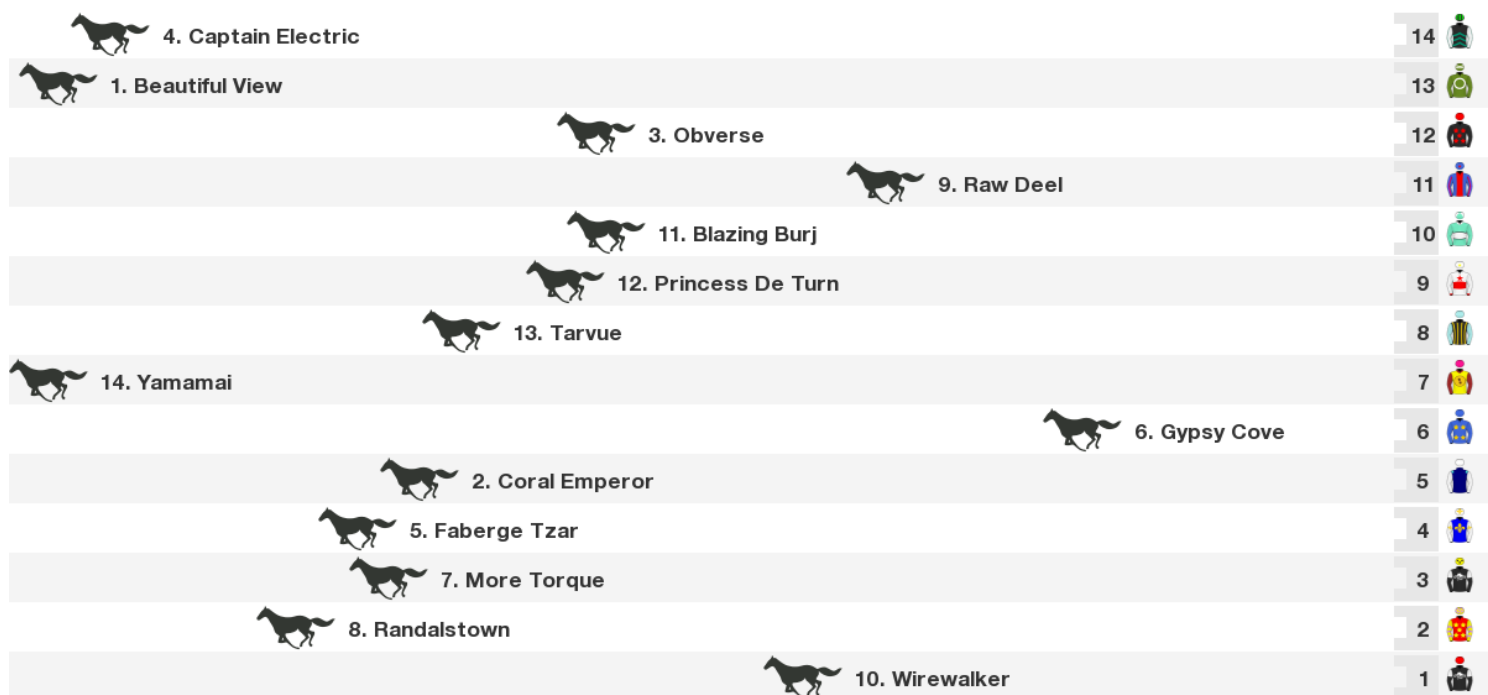 4. Captain Electric 14
1. Beautiful View 13
3. Obverse 12
9. Raw Deel 11
11. Blazing Burj 10
12. Princess De Turn 9
13. Tarvue 8
14. Yamamai 7
6. Gypsy Cove 6
2. Coral Emperor 5
5. Faberge Tzar 4
7. More Torque 3
8. Randalstown 2
10. Wirewalker 1